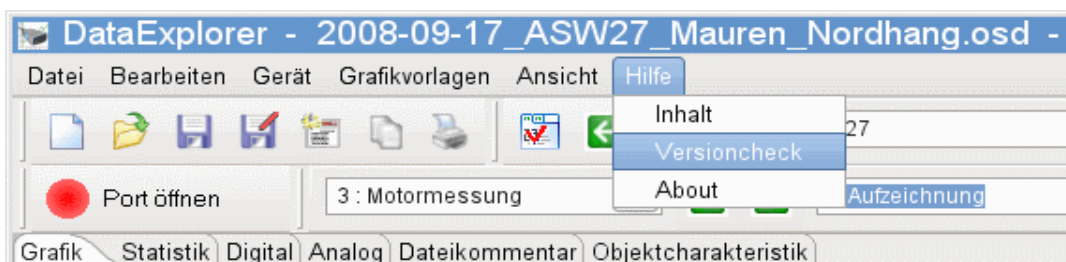 DataExplorer - 2008-09-17_ASW27_Mauren_Nordhang.osd -
Datei Bearbeiten Gerät Grafikvorlagen Ansicht Hilfe
Inhalt
27
Versioncheck
About
Port öffnen
3 : Motormessung
Aufzeichnung
Grafik Statistik Digital Analog Dateikommentar Objektcharakteristik